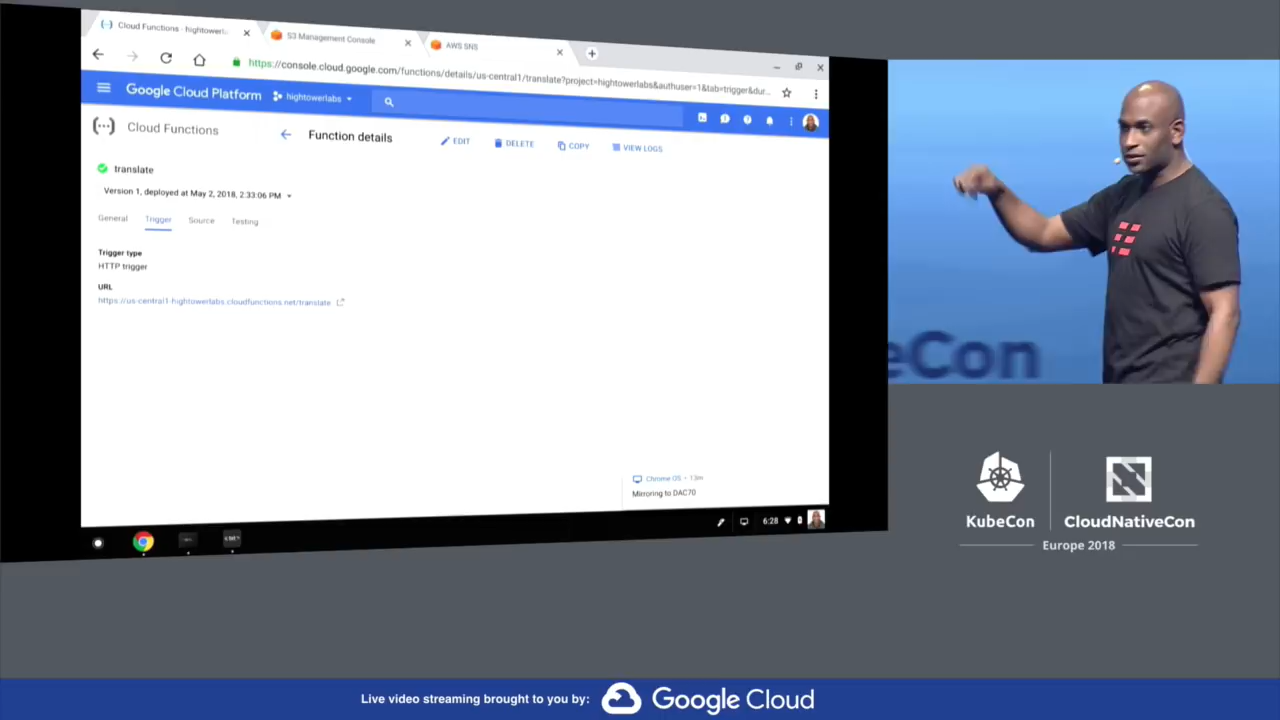 Cloud Functions - hightowerla
S3 Management Console
AWS SNS
https://console.cloud.google.com/functions/details/us-central1/translate?project=hightowerlabs&authuser=1&tab=trigger&dur...
Google Cloud Platform
hightowerlabs
Cloud Functions
Function details
EDIT
DELETE
COPY
VIEW LOGS
translate
Version 1, deployed at May 2, 2018, 2:33:06 PM
General
Trigger
Source
Testing
Trigger type
HTTP trigger
URL
https://us-central1-hightowerlabs.cloudfunctions.net/translate
Chrome OS • 13m
Mirroring to DAC70
6:28
eCon
KubeCon
CloudNativeCon
Europe 2018
Live video streaming brought to you by:
Google Cloud